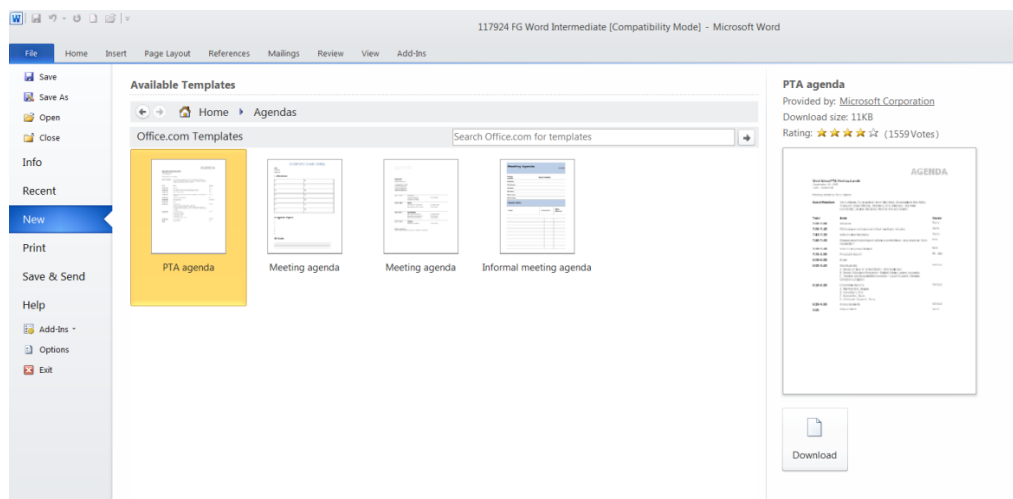 117924 FG Word Intermediate [Compatibility Mode] - Microsoft Word
File Home Insert Page Layout References Mailings Review View Add-Ins
Save
Save As
Open
Close
Info
Recent
New
Print
Save & Send
Help
Add-Ins
Options
Exit
Available Templates
Home Agendas
Office.com Templates Search Office.com for templates
PTA agenda Meeting agenda Meeting agenda Informal meeting agenda
PTA agenda
Provided by: Microsoft Corporation
Download size: 11KB
Rating: (1559 Votes)
AGENDA
Download